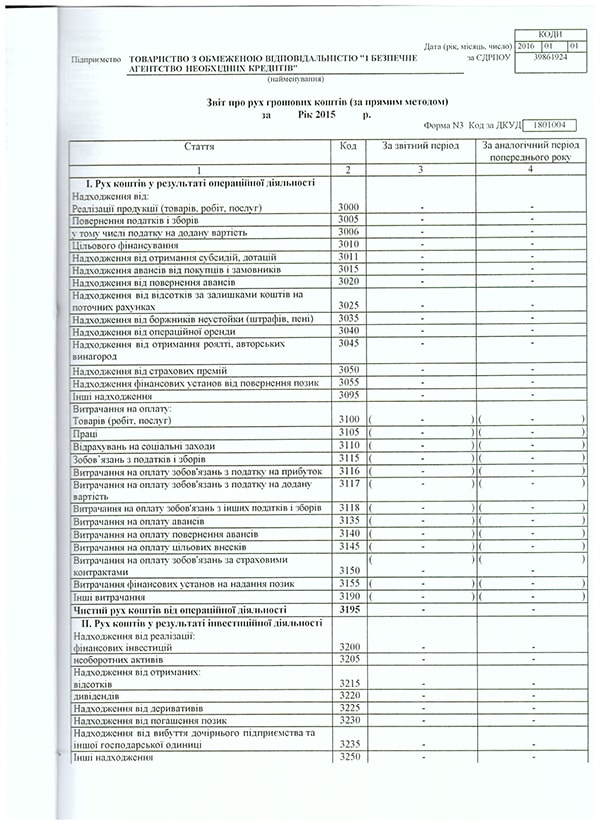 КОДИ
Дата (рік, місяць, число) 2016 01 01
Підприємство ТОВАРИСТВО З ОБМЕЖЕНОЮ ВІДПОВІДАЛЬНІСТЮ "1 БЕЗПЕЧНЕ за ЄДРПОУ 39861924
АГЕНТСТВО НЕОБХІДНИХ КРЕДИТІВ"
(найменування)
Звіт про рух грошових коштів (за прямим методом)
за Рік 2015 р.
Форма N3 Код за ДКУД 1801004
Стаття Код За звітний період За аналогічний період
попереднього року
1 2 3 4
І. Рух коштів у результаті операційної діяльності
Надходження від:
Реалізації продукції (товарів, робіт, послуг) 3000 - -
Повернення податків і зборів 3005 - -
у тому числі податку на додану вартість 3006 - -
Цільового фінансування 3010 - -
Надходження від отримання субсидій, дотацій 3011 - -
Надходження авансів від покупців і замовників 3015 - -
Надходження від повернення авансів 3020 - -
Надходження від відсотків за залишками коштів на
поточних рахунках 3025 - -
Надходження від боржників неустойки (штрафів, пені) 3035 - -
Надходження від операційної оренди 3040 - -
Надходження від отримання роялті, авторських 3045 - -
винагород
Надходження від страхових премій 3050 - -
Надходження фінансових установ від повернення позик 3055 - -
Інші надходження 3095 - -
Витрачання на оплату:
Товарів (робіт, послуг) 3100 ( - ) ( - )
Праці 3105 ( - ) ( - )
Відрахувань на соціальні заходи 3110 ( - ) ( - )
Зобов'язань з податків і зборів 3115 ( - ) ( - )
Витрачання на оплату зобов'язань з податку на прибуток 3116 ( - ) ( - )
Витрачання на оплату зобов'язань з податку на додану 3117 ( - ) ( - )
вартість
Витрачання на оплату зобов'язань з інших податків і зборів 3118 ( - ) ( - )
Витрачання на оплату авансів 3135 ( - ) ( - )
Витрачання на оплату повернення авансів 3140 ( - ) ( - )
Витрачання на оплату цільових внесків 3145 ( - ) ( - )
Витрачання на оплату зобов'язань за страховими
контрактами 3150 ( - ) ( - )
Витрачання фінансових установ на надання позик 3155 ( - ) ( - )
Інші витрачання 3190 ( - ) ( - )
Чистий рух коштів від операційної діяльності 3195 - -
ІІ. Рух коштів у результаті інвестиційної діяльності
Надходження від реалізації:
фінансових інвестицій 3200 - -
необоротних активів 3205 - -
Надходження від отриманих:
відсотків 3215 - -
дивідендів 3220 - -
Надходження від деривативів 3225 - -
Надходження від погашення позик 3230 - -
Надходження від вибуття дочірнього підприємства та
іншої господарської одиниці 3235 - -
Інші надходження 3250 - -